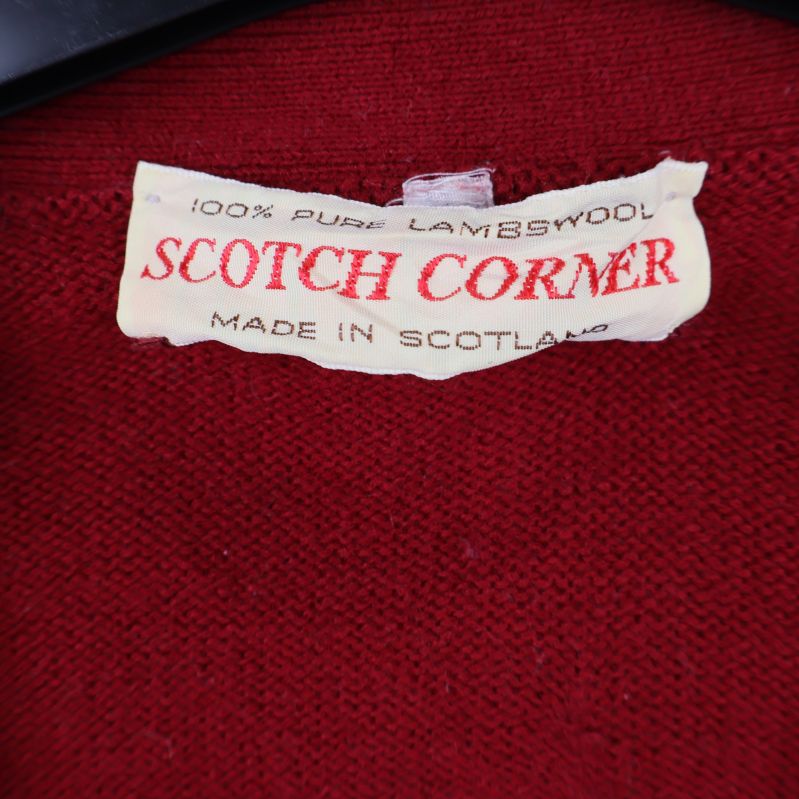 100% PURE LAMBSWOOL
SCOTCH CORNER
MADE IN SCOTLAND